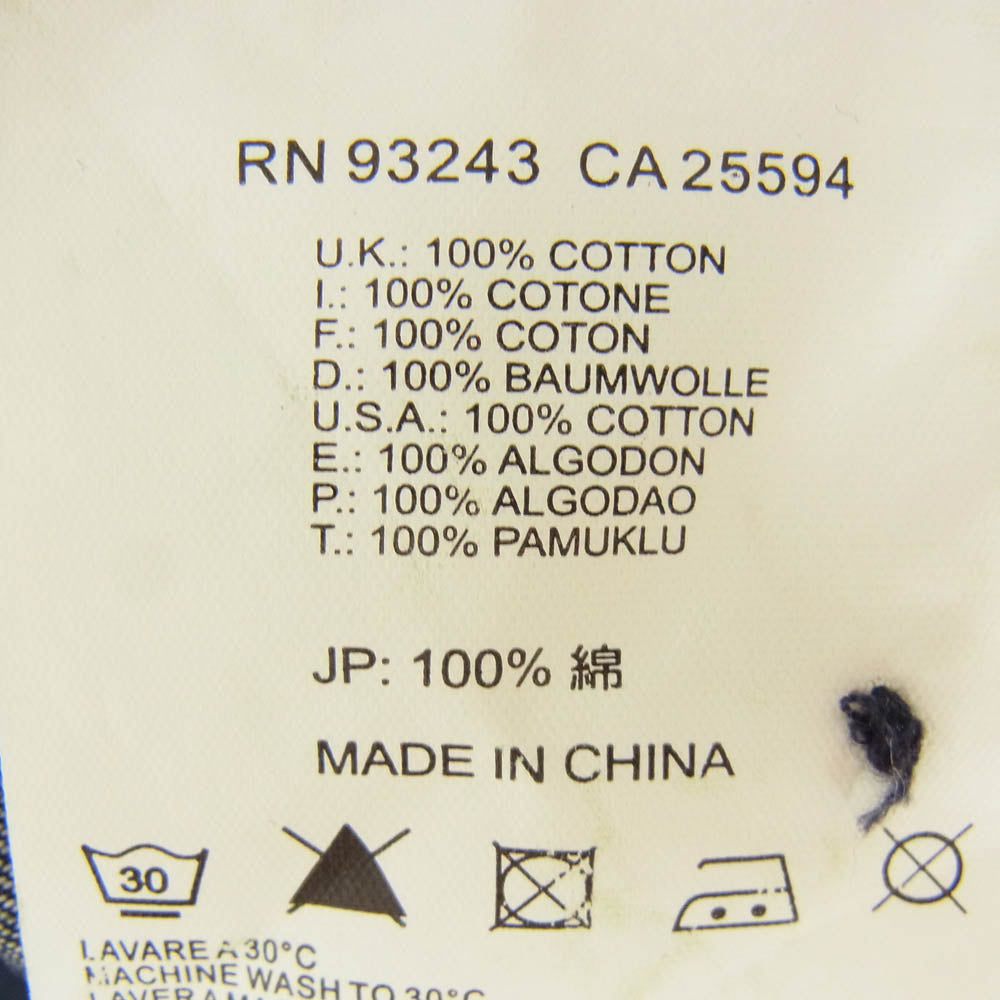 RN 93243 CA 25594
U.K.: 100% COTTON
I.: 100% COTONE
F.: 100% COTON
D.: 100% BAUMWOLLE
U.S.A.: 100% COTTON
E.: 100% ALGODON
P.: 100% ALGODAO
T.: 100% PAMUKLU
JP: 100% 綿
MADE IN CHINA
30
LAVARE A 30°C
MACHINE WASH TO 30°C